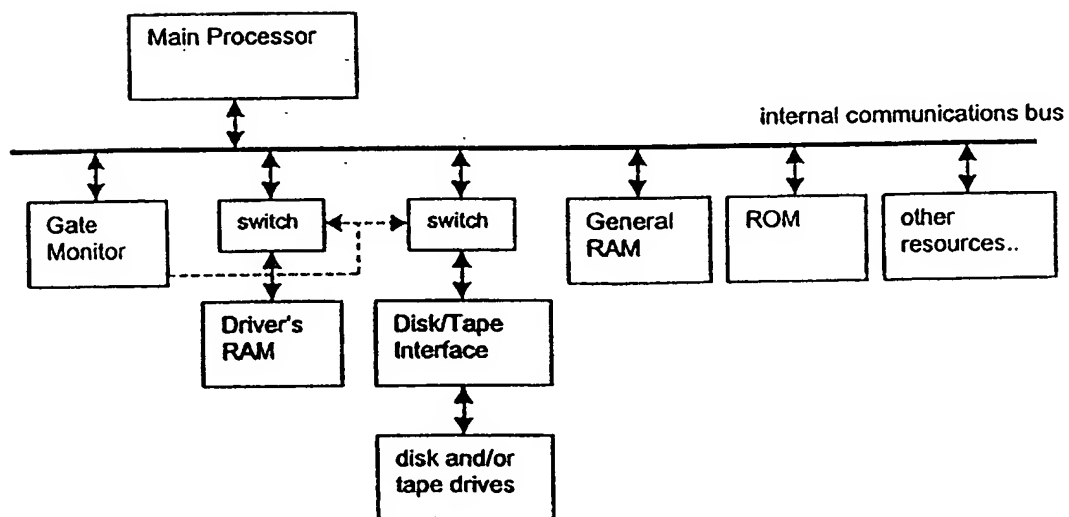 Main Processor
internal communications bus
Gate
Monitor
switch
switch
General
RAM
ROM
other
resources..
Driver's
RAM
Disk/Tape
Interface
disk and/or
tape drives